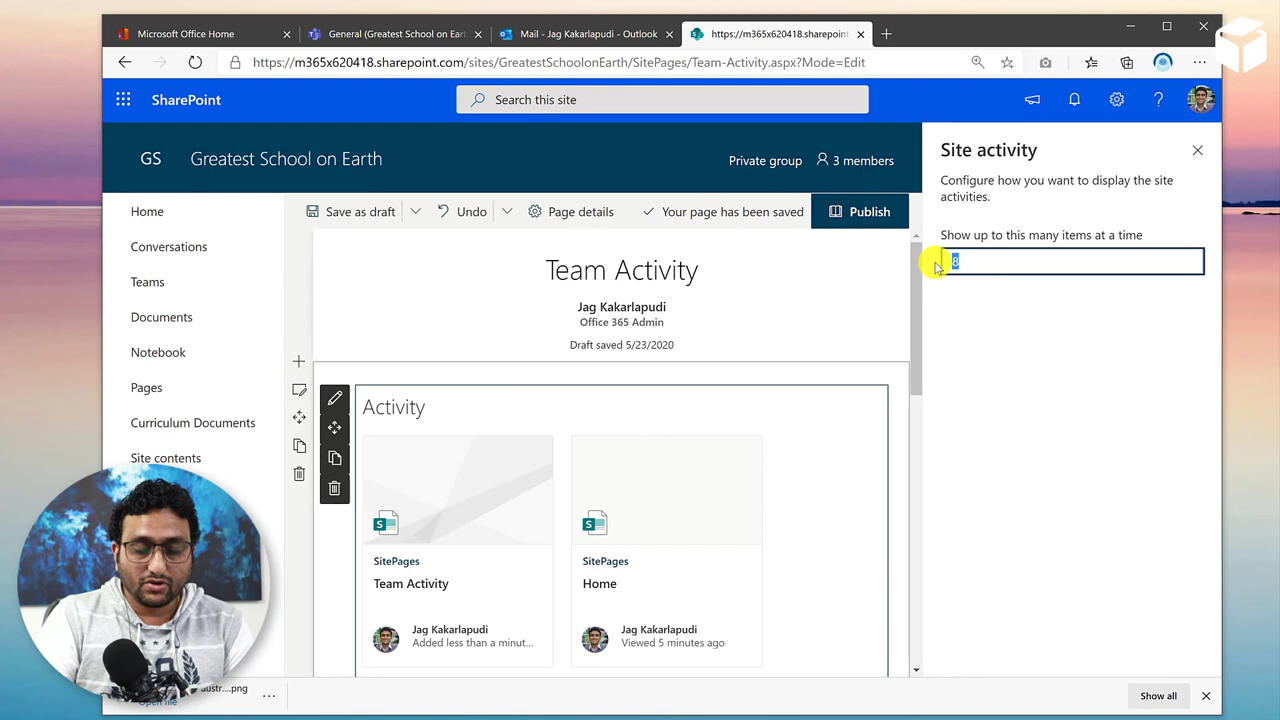 Microsoft Office Home
General (Greatest School on Eart
Mail - Jag Kakarlapudi - Outlook
https://m365x620418.sharepoint
https://m365x620418.sharepoint.com/sites/GreatestSchoolonEarth/SitePages/Team-Activity.aspx?Mode=Edit
SharePoint
Search this site
GS
Greatest School on Earth
Private group
3 members
Home
Conversations
Teams
Documents
Notebook
Pages
Curriculum Documents
Site contents
Save as draft
Undo
Page details
Your page has been saved
Publish
Team Activity
Jag Kakarlapudi
Office 365 Admin
Draft saved 5/23/2020
Activity
SitePages
Team Activity
Jag Kakarlapudi
Added less than a minut...
SitePages
Home
Jag Kakarlapudi
Viewed 5 minutes ago
Site activity
Configure how you want to display the site
activities.
Show up to this many items at a time
8
austr....png
Open file
Show all